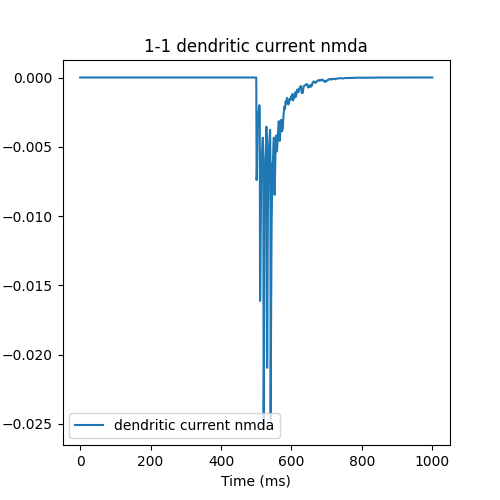 1-1 dendritic current nmda
0.000
−0.005
−0.010
−0.015
−0.020
−0.025
dendritic current nmda
0 200 400 600 800 1000
Time (ms)